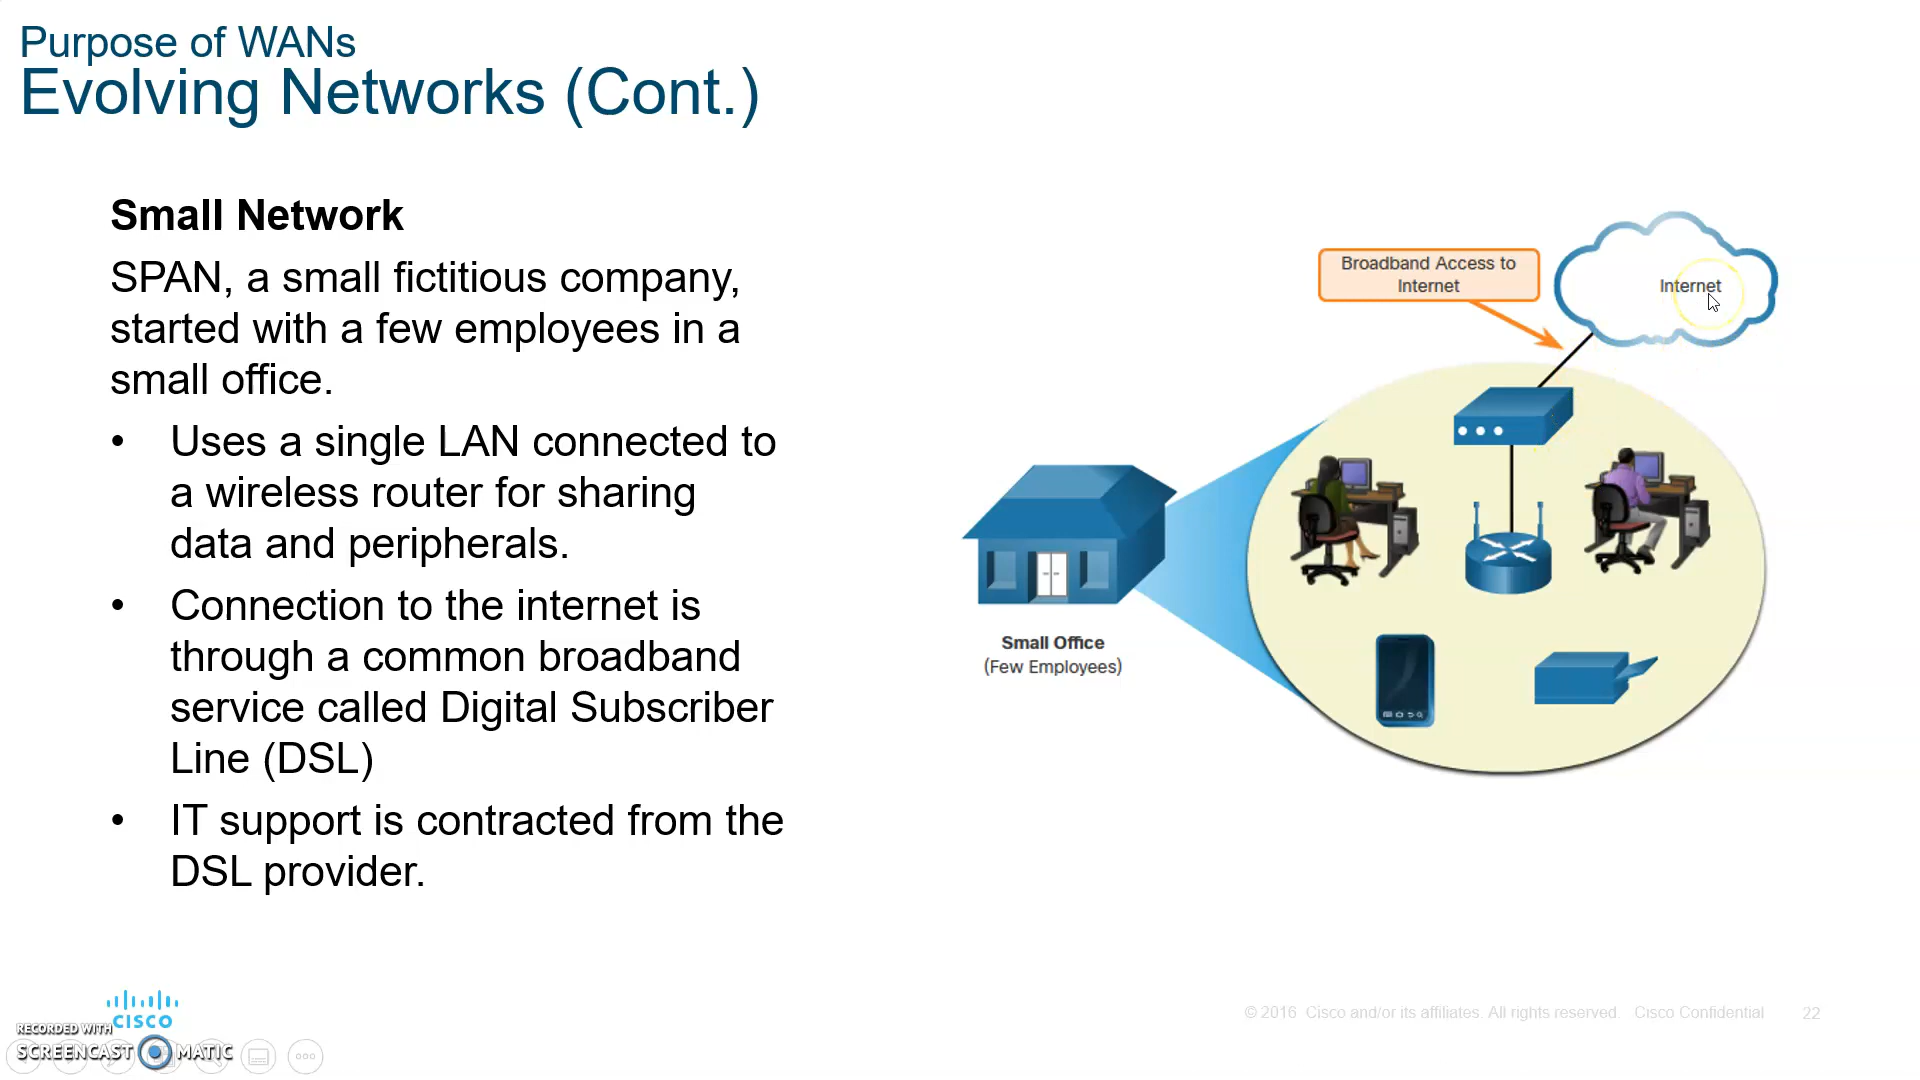 Purpose of WANs
Evolving Networks (Cont.)
Small Network
SPAN, a small fictitious company,
started with a few employees in a
small office.
• Uses a single LAN connected to
a wireless router for sharing
data and peripherals.
• Connection to the internet is
through a common broadband
service called Digital Subscriber
Line (DSL)
• IT support is contracted from the
DSL provider.
Broadband Access to
Internet
Internet
Small Office
(Few Employees)
CISCO
RECORDED WITH
SCREENCAST MATIC
© 2016 Cisco and/or its affiliates. All rights reserved. Cisco Confidential 22